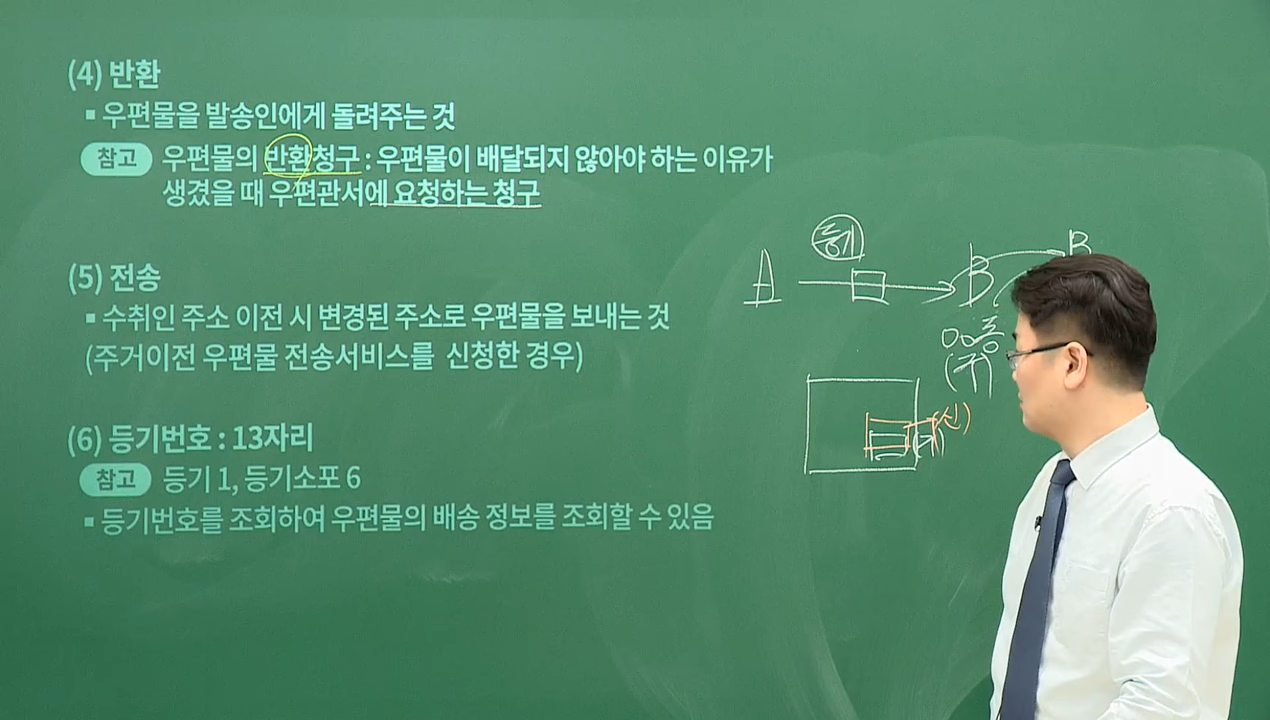 (4) 반환
▪ 우편물을 발송인에게 돌려주는 것
참고 우편물의 반환청구 : 우편물이 배달되지 않아야 하는 이유가
생겼을 때 우편관서에 요청하는 청구
(5) 전송
▪ 수취인 주소 이전 시 변경된 주소로 우편물을 보내는 것
(주거이전 우편물 전송서비스를 신청한 경우)
(6) 등기번호 : 13자리
참고 등기 1, 등기소포 6
▪ 등기번호를 조회하여 우편물의 배송 정보를 조회할 수 있음
등기
A
B
B
00동
(구)
(신)